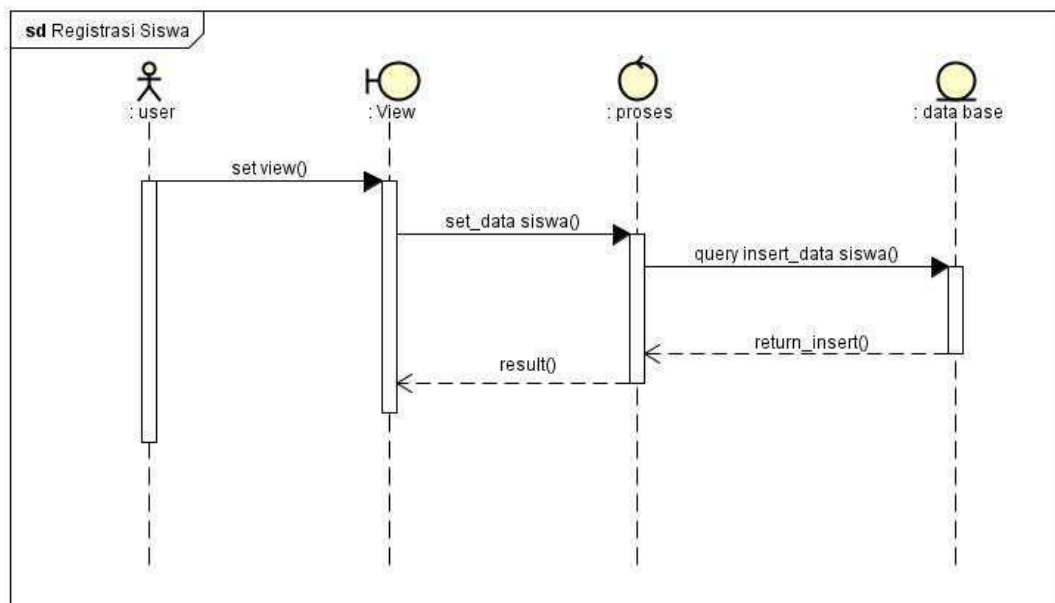 sd Registrasi Siswa
: user
: View
: proses
: data base
set view()
set_data siswa()
query insert_data siswa()
return_insert()
result()